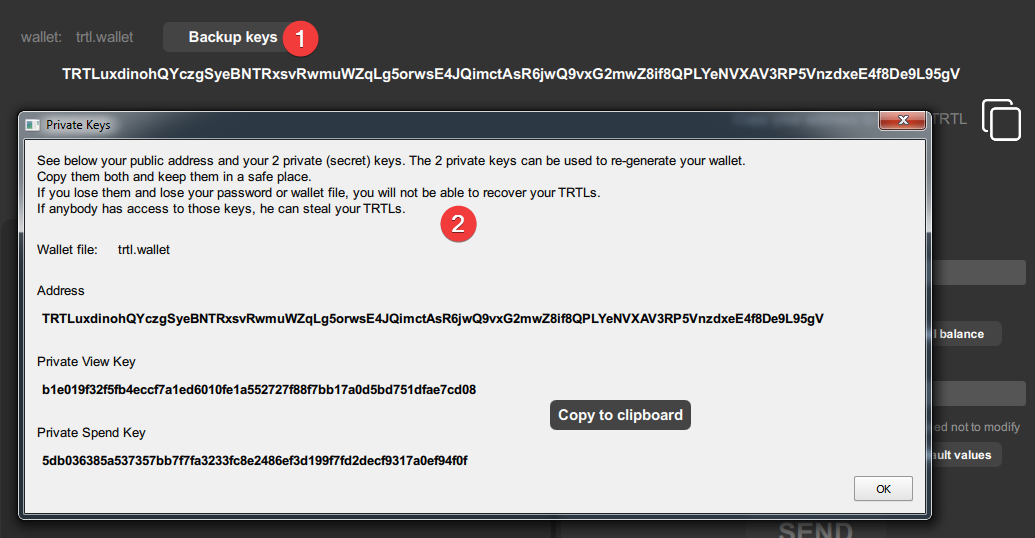 wallet: trtl.wallet Backup keys 1
TRTLuxdinohQYczgSyeBNTRxsvRwmuWZqLg5orwsE4JQimctAsR6jwQ9vxG2mwZ8if8QPLYeNVXAV3RP5VnzdxeE4f8De9L95gV
TRTL
Private Keys
See below your public address and your 2 private (secret) keys. The 2 private keys can be used to re-generate your wallet.
Copy them both and keep them in a safe place.
If you lose them and lose your password or wallet file, you will not be able to recover your TRTLs.
If anybody has access to those keys, he can steal your TRTLs.
2
Wallet file: trtl.wallet
Address
TRTLuxdinohQYczgSyeBNTRxsvRwmuWZqLg5orwsE4JQimctAsR6jwQ9vxG2mwZ8if8QPLYeNVXAV3RP5VnzdxeE4f8De9L95gV
balance
Private View Key
b1e019f32f5fb4eccf7a1ed6010fe1a552727f88f7bb17a0d5bd751dfae7cd08
Copy to clipboard
not to modify
Private Spend Key
values
5db036385a537357bb7f7fa3233fc8e2486ef3d199f7fd2decf9317a0ef94f0f
OK
SEND